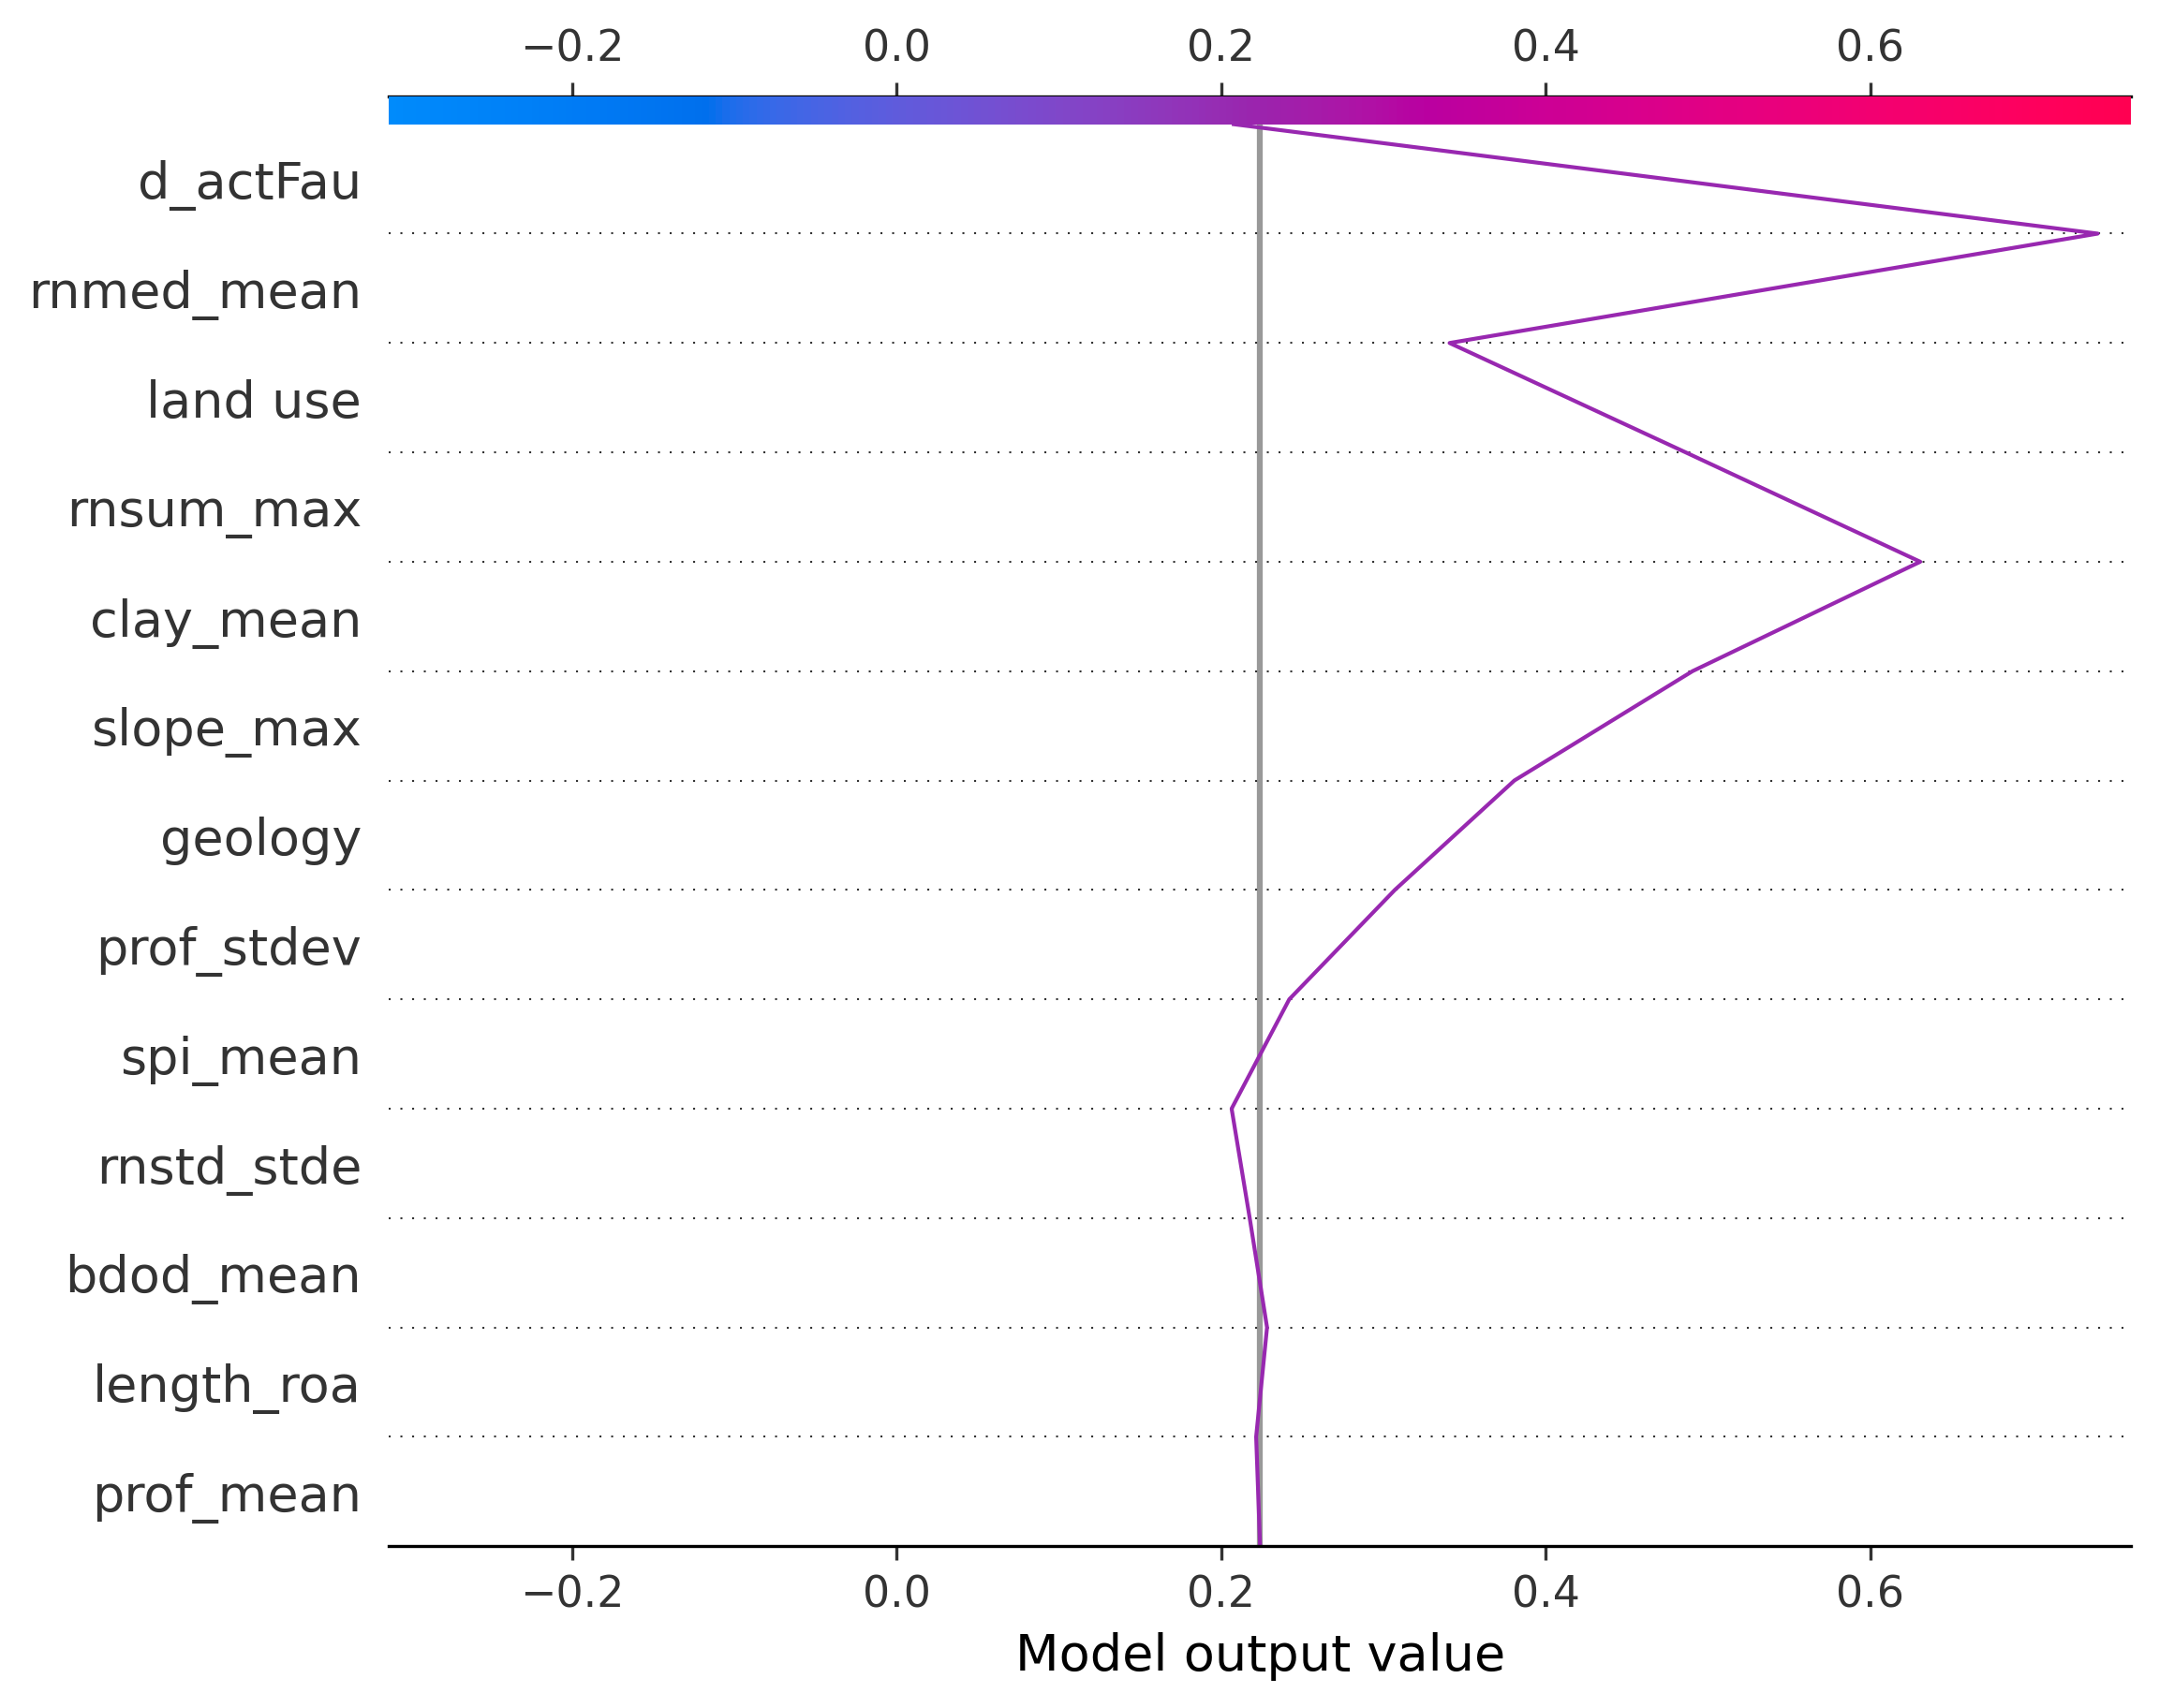 −0.2 0.0 0.2 0.4 0.6
d_actFau
rnmed_mean
land use
rnsum_max
clay_mean
slope_max
geology
prof_stdev
spi_mean
rnstd_stde
bdod_mean
length_roa
prof_mean
−0.2 0.0 0.2 0.4 0.6
Model output value